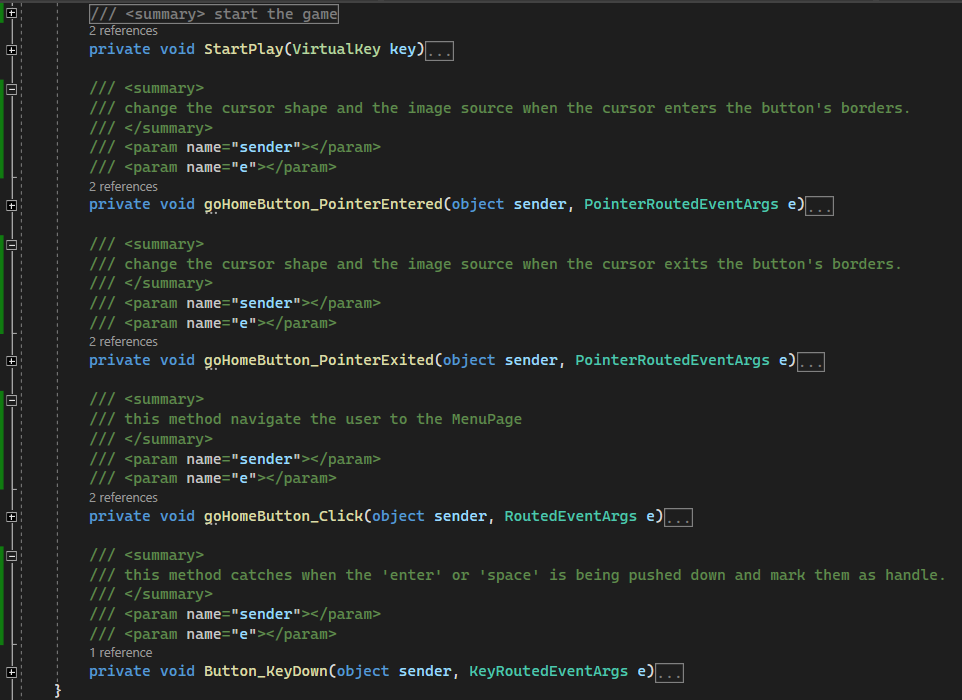 /// <summary> start the game
2 references
private void StartPlay(VirtualKey key)...
/// <summary>
/// change the cursor shape and the image source when the cursor enters the button's borders.
/// </summary>
/// <param name="sender"></param>
/// <param name="e"></param>
2 references
private void goHomeButton_PointerEntered(object sender, PointerRoutedEventArgs e)...
/// <summary>
/// change the cursor shape and the image source when the cursor exits the button's borders.
/// </summary>
/// <param name="sender"></param>
/// <param name="e"></param>
2 references
private void goHomeButton_PointerExited(object sender, PointerRoutedEventArgs e)...
/// <summary>
/// this method navigate the user to the MenuPage
/// </summary>
/// <param name="sender"></param>
/// <param name="e"></param>
2 references
private void goHomeButton_Click(object sender, RoutedEventArgs e)...
/// <summary>
/// this method catches when the 'enter' or 'space' is being pushed down and mark them as handle.
/// </summary>
/// <param name="sender"></param>
/// <param name="e"></param>
1 reference
private void Button_KeyDown(object sender, KeyRoutedEventArgs e)...
}